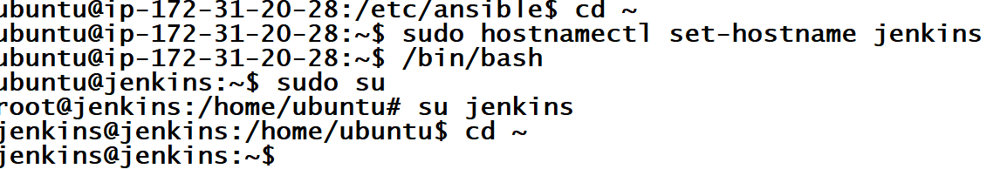 ubuntu@ip-172-31-20-28:/etc/ansible$ cd ~
ubuntu@ip-172-31-20-28:~$ sudo hostnamectl set-hostname jenkins
ubuntu@ip-172-31-20-28:~$ /bin/bash
ubuntu@jenkins:~$ sudo su
root@jenkins:/home/ubuntu# su jenkins
jenkins@jenkins:/home/ubuntu$ cd ~
jenkins@jenkins:~$